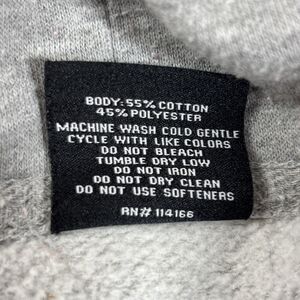 BODY: 55% COTTON
45% POLYESTER
MACHINE WASH COLD GENTLE
CYCLE WITH LIKE COLORS
DO NOT BLEACH
TUMBLE DRY LOW
DO NOT IRON
DO NOT DRY CLEAN
DO NOT USE SOFTENERS
RN# 114166